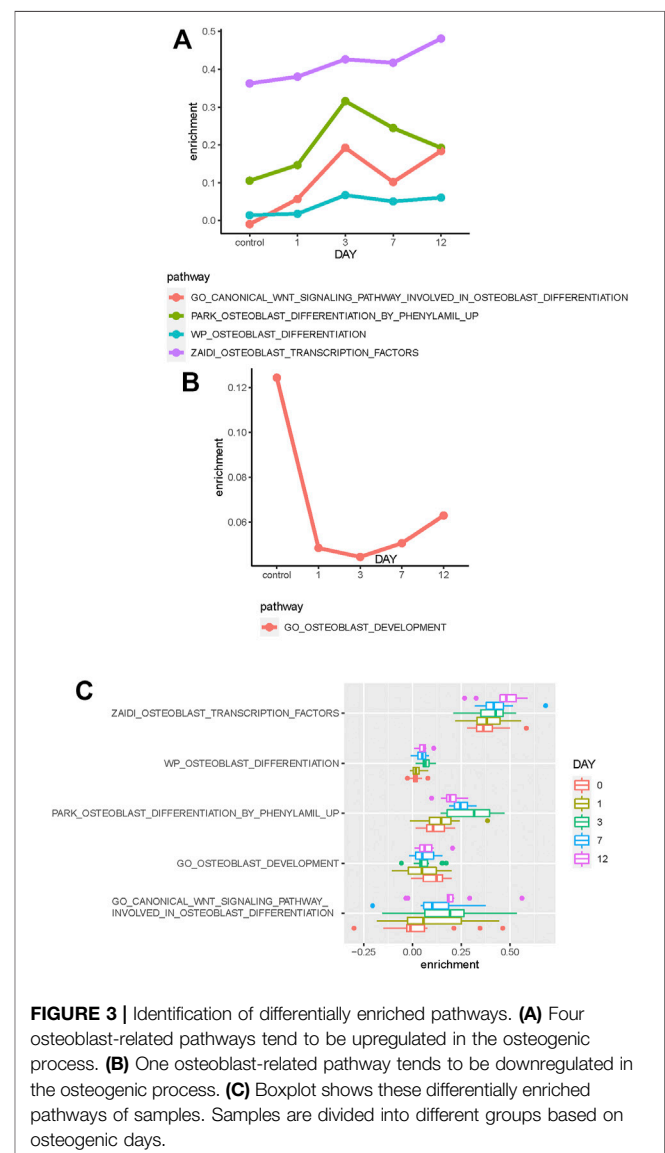 A
0.5
0.4
0.3
0.2
0.1
0.0
enrichment
control 1 3 7 12
DAY
pathway
GO_CANONICAL_WNT_SIGNALING_PATHWAY_INVOLVED_IN_OSTEOBLAST_DIFFERENTIATION
PARK_OSTEOBLAST_DIFFERENTIATION_BY_PHENYLAMIL_UP
WP_OSTEOBLAST_DIFFERENTIATION
ZAIDI_OSTEOBLAST_TRANSCRIPTION_FACTORS
B
0.12
0.10
0.08
0.06
enrichment
DAY
control 1 3 7 12
pathway
GO_OSTEOBLAST_DEVELOPMENT
C
ZAIDI_OSTEOBLAST_TRANSCRIPTION_FACTORS
WP_OSTEOBLAST_DIFFERENTIATION
PARK_OSTEOBLAST_DIFFERENTIATION_BY_PHENYLAMIL_UP
GO_OSTEOBLAST_DEVELOPMENT
GO_CANONICAL_WNT_SIGNALING_PATHWAY_
INVOLVED_IN_OSTEOBLAST_DIFFERENTIATION
-0.25 0.00 0.25 0.50
enrichment
DAY
0
1
3
7
12
FIGURE 3 | Identification of differentially enriched pathways. (A) Four
osteoblast-related pathways tend to be upregulated in the osteogenic
process. (B) One osteoblast-related pathway tends to be downregulated in
the osteogenic process. (C) Boxplot shows these differentially enriched
pathways of samples. Samples are divided into different groups based on
osteogenic days.